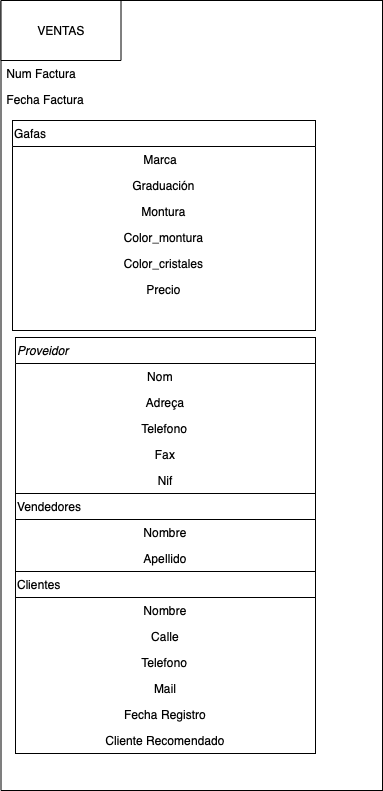 VENTAS
Num Factura
Fecha Factura
Gafas
Marca
Graduación
Montura
Color_montura
Color_cristales
Precio
Proveidor
Nom
Adreça
Telefono
Fax
Nif
Vendedores
Nombre
Apellido
Clientes
Nombre
Calle
Telefono
Mail
Fecha Registro
Cliente Recomendado